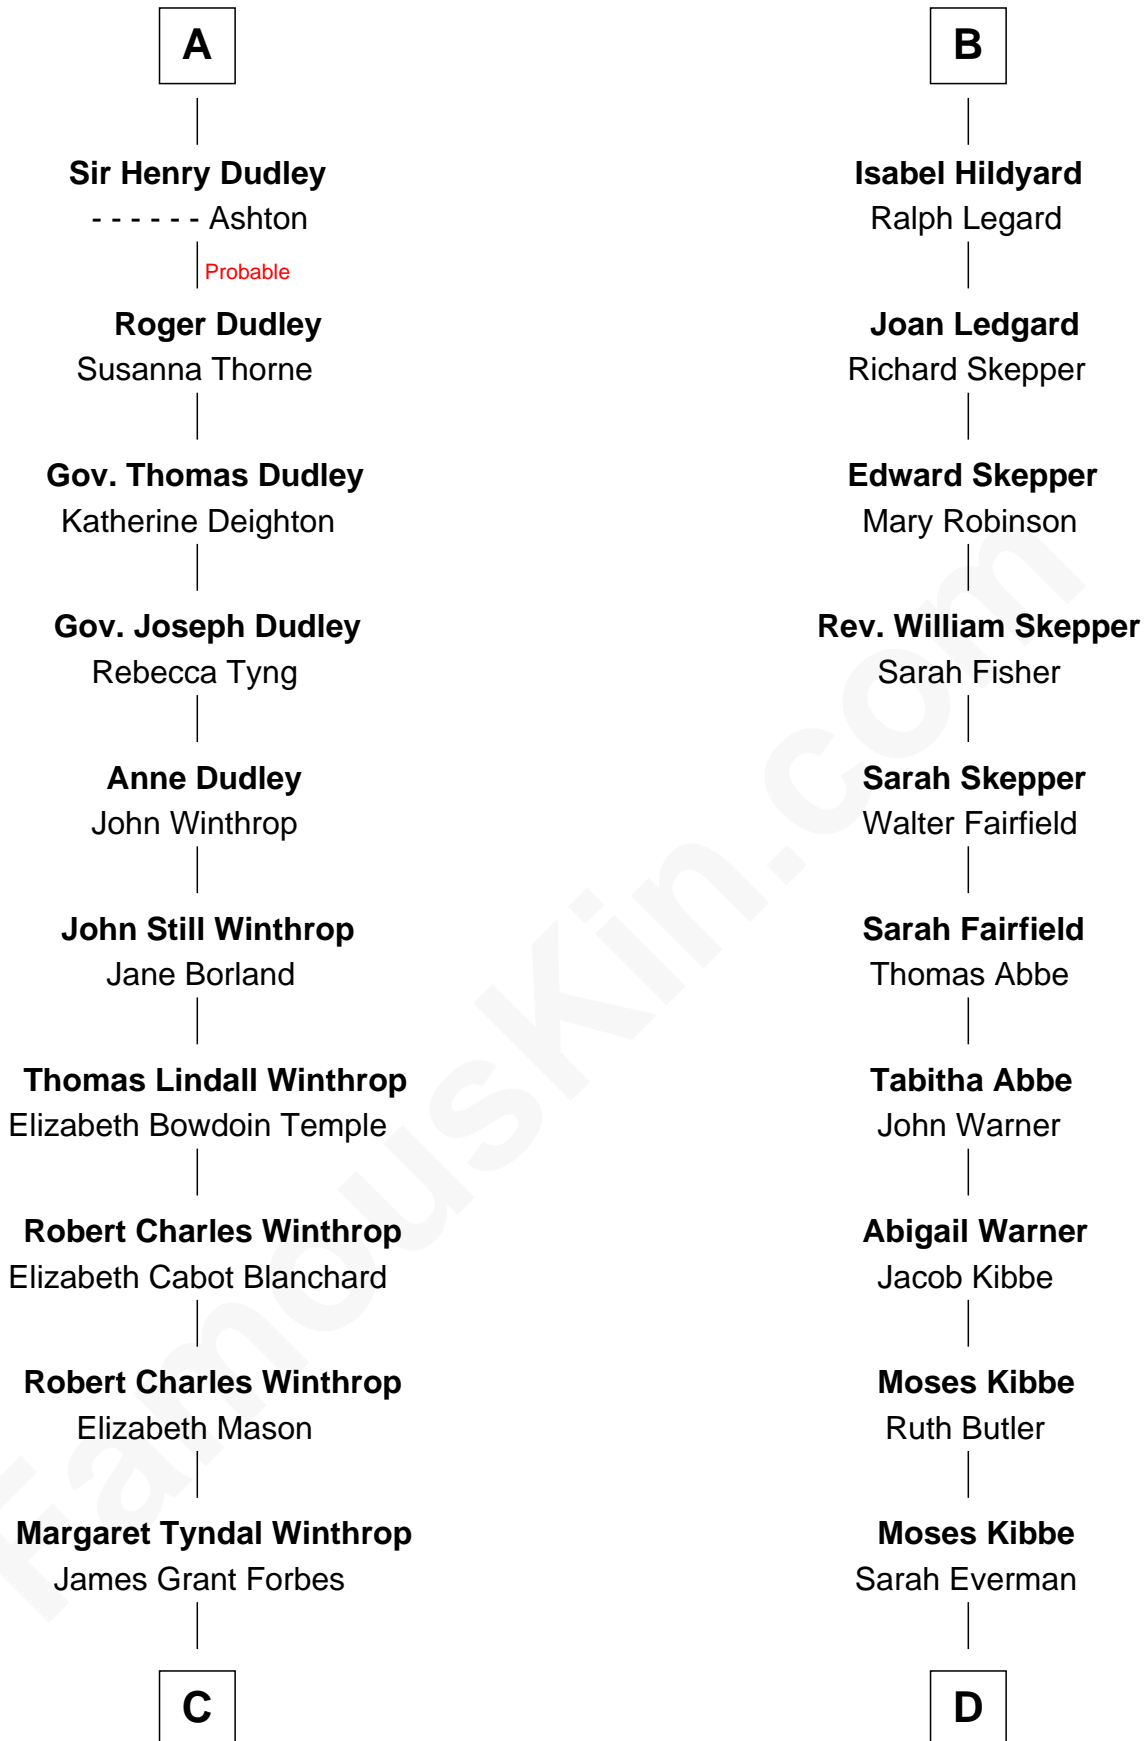 A
Sir Henry Dudley
- - - - - - Ashton
Probable
Roger Dudley
Susanna Thorne
Gov. Thomas Dudley
Katherine Deighton
Gov. Joseph Dudley
Rebecca Tyng
Anne Dudley
John Winthrop
John Still Winthrop
Jane Borland
Thomas Lindall Winthrop
Elizabeth Bowdoin Temple
Robert Charles Winthrop
Elizabeth Cabot Blanchard
Robert Charles Winthrop
Elizabeth Mason
Margaret Tyndal Winthrop
James Grant Forbes
C
B
Isabel Hildyard
Ralph Legard
Joan Ledgard
Richard Skepper
Edward Skepper
Mary Robinson
Rev. William Skepper
Sarah Fisher
Sarah Skepper
Walter Fairfield
Sarah Fairfield
Thomas Abbe
Tabitha Abbe
John Warner
Abigail Warner
Jacob Kibbe
Moses Kibbe
Ruth Butler
Moses Kibbe
Sarah Everman
D
FamousKin.com